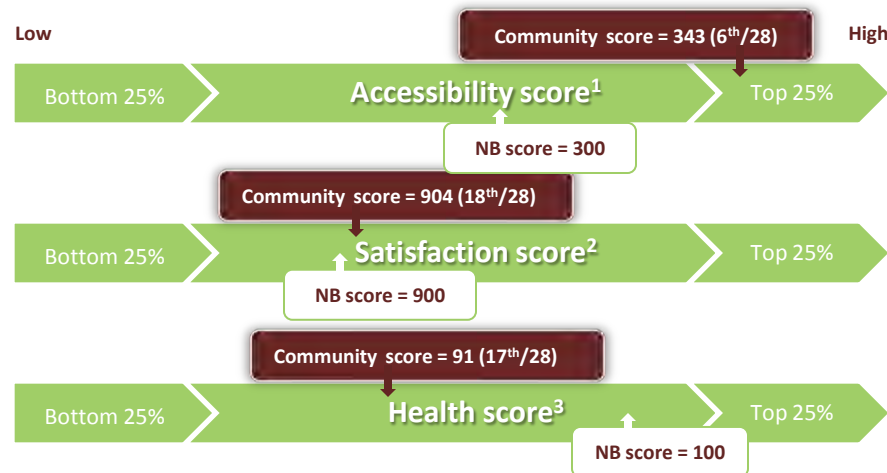 Low
Community score = 343 (6th/28)
High
Bottom 25%
Accessibility score1
Top 25%
NB score = 300
Community score = 904 (18th/28)
Bottom 25%
Satisfaction score2
Top 25%
NB score = 900
Community score = 91 (17th/28)
Bottom 25%
Health score3
Top 25%
NB score = 100